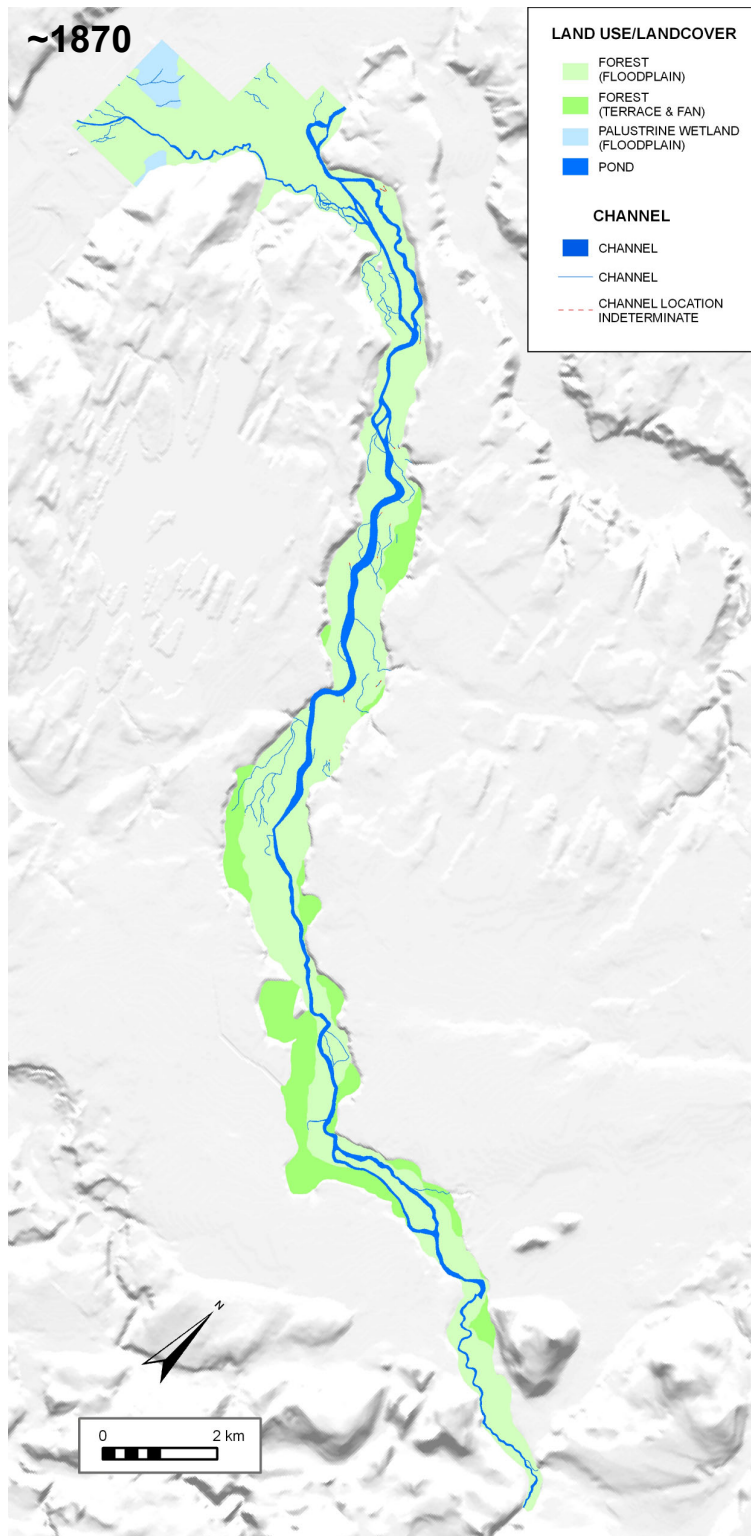 ~1870
LAND USE/LANDCOVER
FOREST
(FLOODPLAIN)
FOREST
(TERRACE & FAN)
PALUSTRINE WETLAND
(FLOODPLAIN)
POND
CHANNEL
CHANNEL
CHANNEL
CHANNEL LOCATION
INDETERMINATE
N
0 2 km